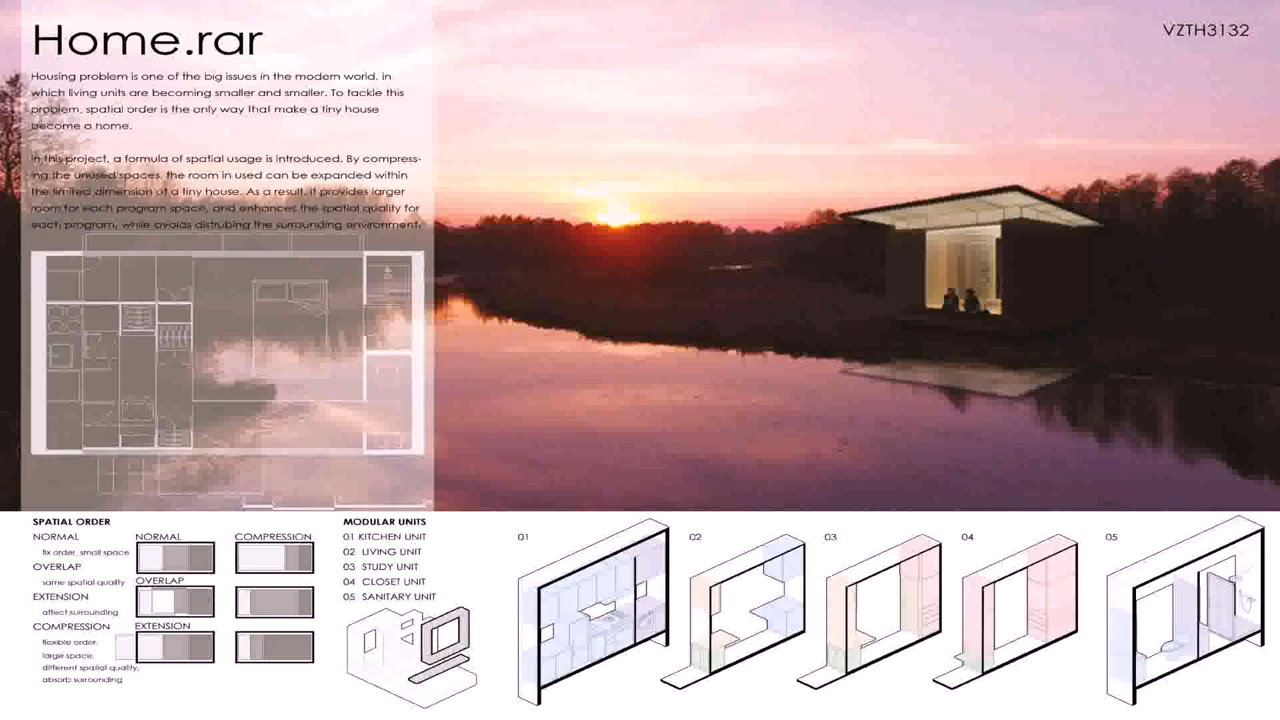 Home.rar
VZTH3132
Housing problem is one of the big issues in the modern world, in
which living units are becoming smaller and smaller. To tackle this
problem, spatial order is the only way that make a tiny house
become a home.
In this project, a formula of spatial usage is introduced. By compress-
ing the unused spaces, the room in used can be expanded within
the limited dimension of a tiny house. As a result, it provides larger
room for each program space, and enhances the spatial quality for
each program, while avoids distrubing the surrounding environment.
SPATIAL ORDER
NORMAL
fix order, small space
OVERLAP
same spatial quality
EXTENSION
affect surrounding
COMPRESSION
flexible order,
large space,
different spatial quality,
absorb surrounding
NORMAL
OVERLAP
EXTENSION
COMPRESSION
MODULAR UNITS
01 KITCHEN UNIT
02 LIVING UNIT
03 STUDY UNIT
04 CLOSET UNIT
05 SANITARY UNIT
01
02
03
04
05